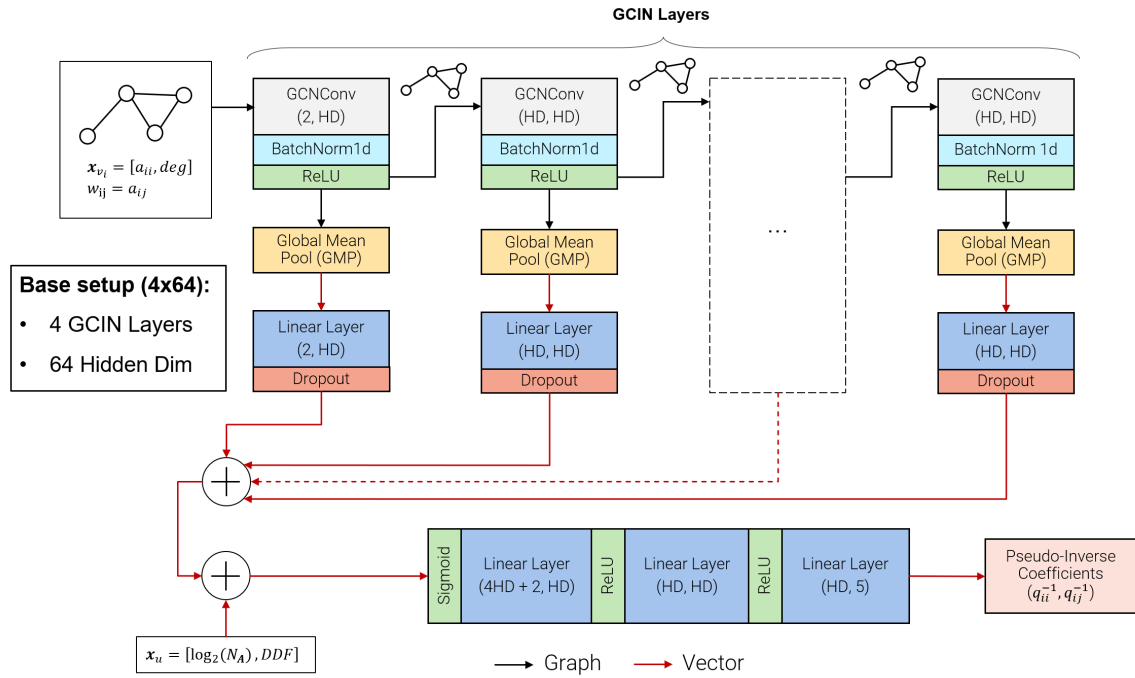 GCIN Layers
𝒙_{v_i} = [a_{ii}, deg]
w_{ij} = a_{ij}
GCNConv
(2, HD)
BatchNorm1d
ReLU
Global Mean
Pool (GMP)
Linear Layer
(2, HD)
Dropout
GCNConv
(HD, HD)
BatchNorm1d
ReLU
Global Mean
Pool (GMP)
Linear Layer
(HD, HD)
Dropout
...
GCNConv
(HD, HD)
BatchNorm 1d
ReLU
Global Mean
Pool (GMP)
Linear Layer
(HD, HD)
Dropout
Base setup (4x64):
• 4 GCIN Layers
• 64 Hidden Dim
+
+
𝒙_u = [log_2(N_𝑨), DDF]
Sigmoid
Linear Layer
(4HD + 2, HD)
ReLU
Linear Layer
(HD, HD)
ReLU
Linear Layer
(HD, 5)
Pseudo-Inverse
Coefficients
(q_{ii}^{-1}, q_{ij}^{-1})
Graph
Vector